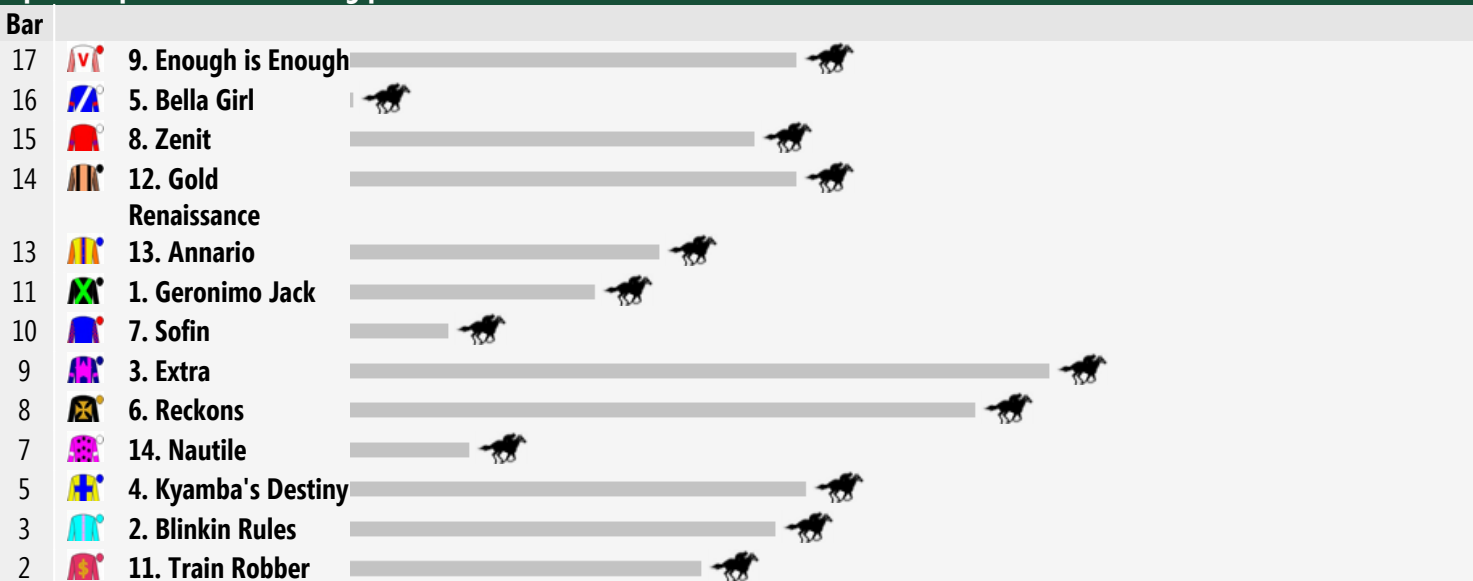 Bar
17 9. Enough is Enough
16 5. Bella Girl
15 8. Zenit
14 12. Gold
Renaissance
13 13. Annario
11 1. Geronimo Jack
10 7. Sofin
9 3. Extra
8 6. Reckons
7 14. Nautile
5 4. Kyamba's Destiny
3 2. Blinkin Rules
2 11. Train Robber